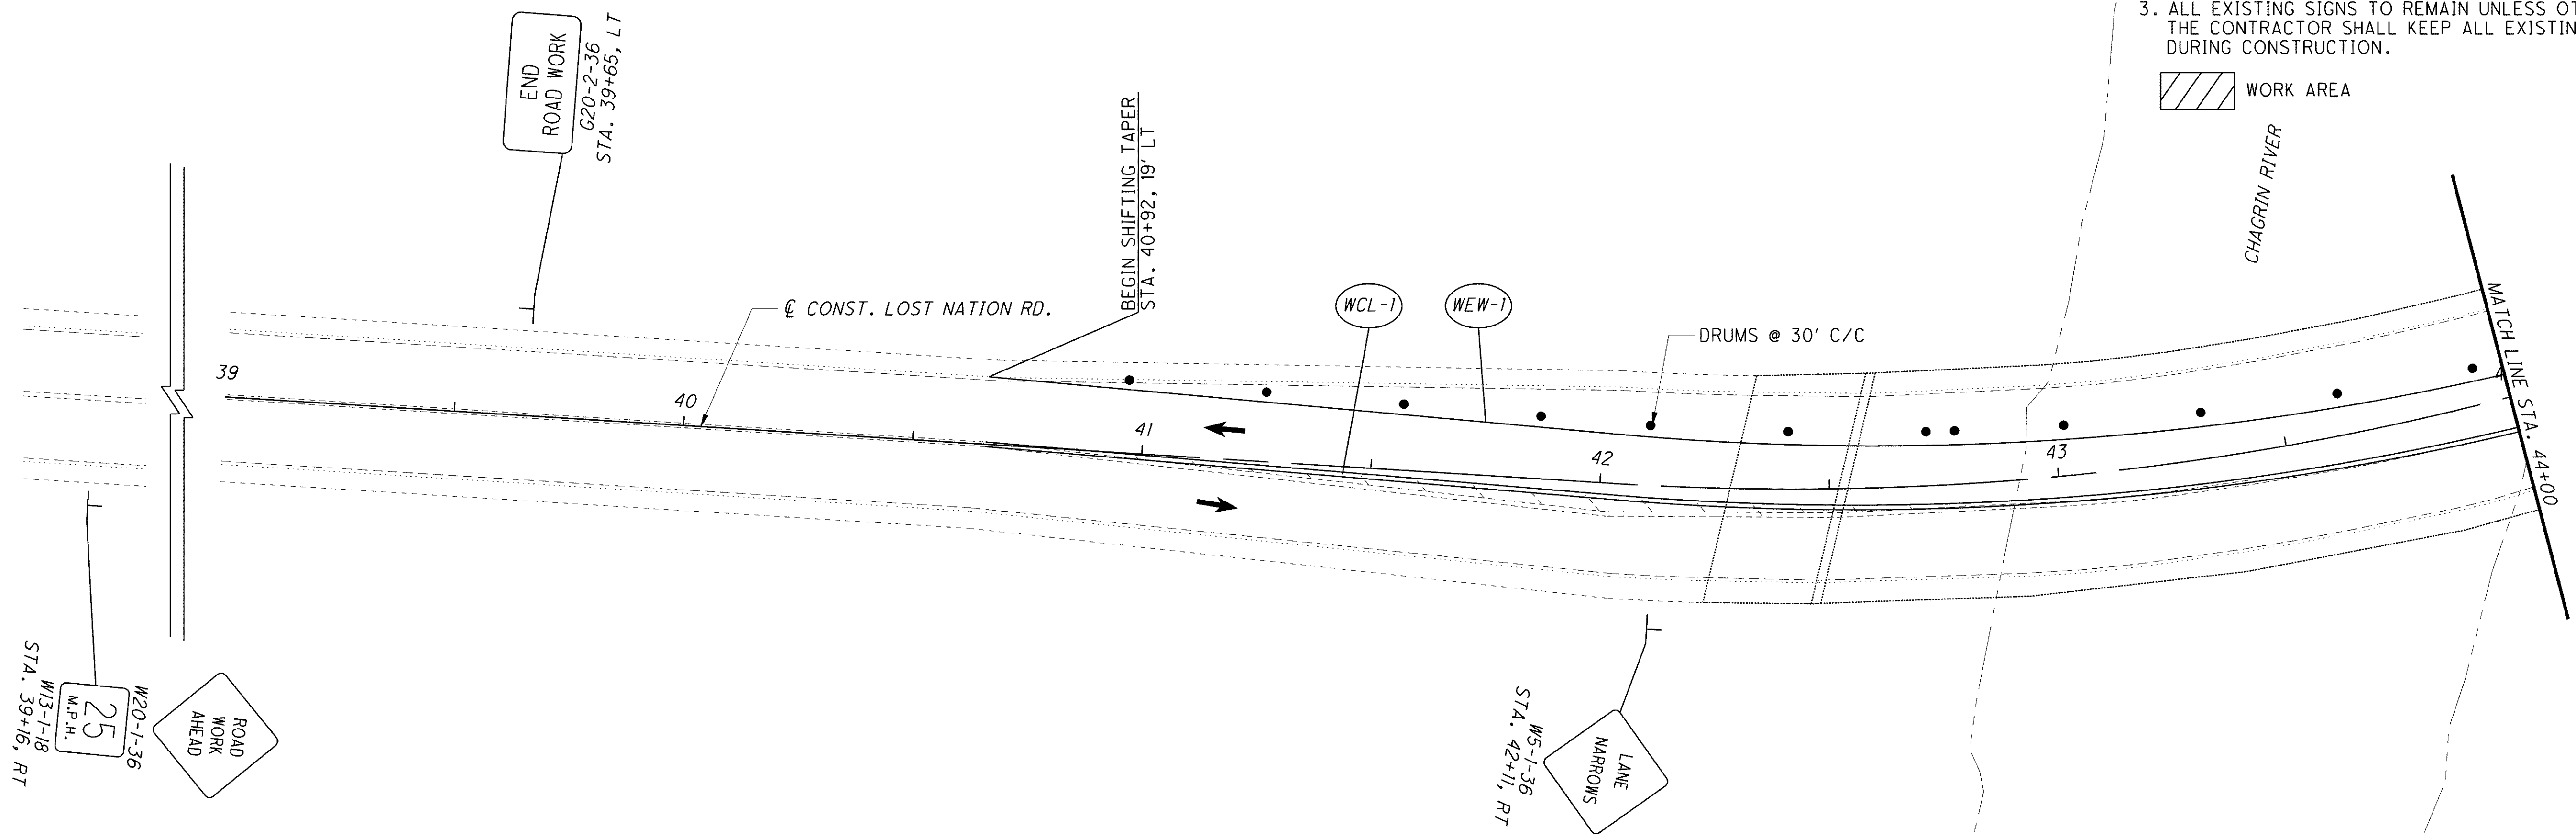 3. ALL EXISTING SIGNS TO REMAIN UNLESS
THE CONTRACTOR SHALL KEEP ALL
DURING CONSTRUCTION.
WORK AREA
CHAGRIN RIVER
END
ROAD WORK
G20-2-36
STA. 39+65, LT
BEGIN SHIFTING TAPER
STA. 40+92, 19' LT
WCL-1
WEW-1
℄ CONST. LOST NATION RD.
DRUMS @ 30' C/C
39
40
41
42
43
MATCH LINE STA. 44+00
ROAD
WORK
AHEAD
W20-1-36
25
M.P.H.
W13-1-18
STA. 39+16, RT
LANE
NARROWS
W5-1-36
STA. 42+11, RT